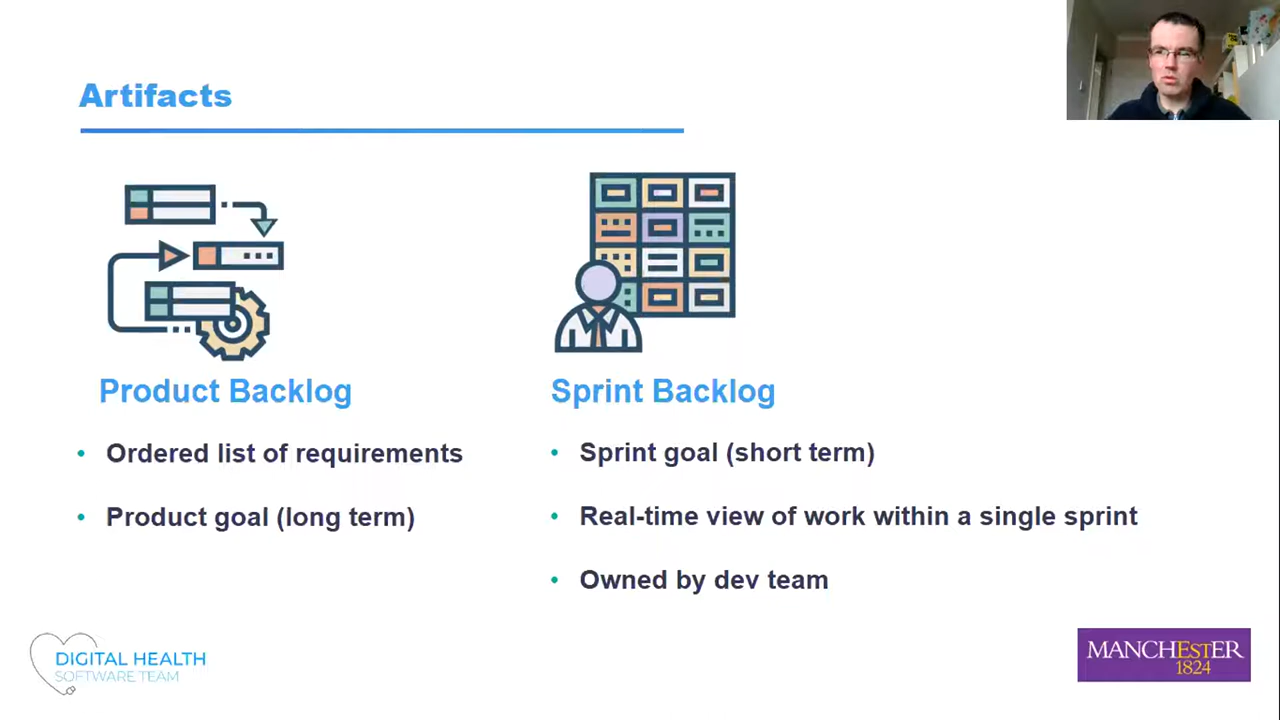 Artifacts
Product Backlog
• Ordered list of requirements
• Product goal (long term)
Sprint Backlog
• Sprint goal (short term)
• Real-time view of work within a single sprint
• Owned by dev team
DIGITAL HEALTH
SOFTWARE TEAM
MANCHESTER
1824